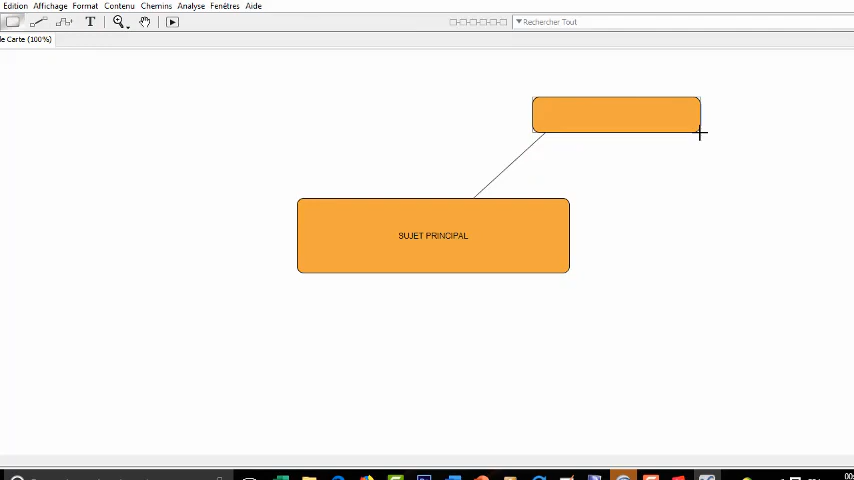 Edition Affichage Format Contenu Chemins Analyse Fenêtres Aide
T
Rechercher Tout
le Carte (100%)
SUJET PRINCIPAL